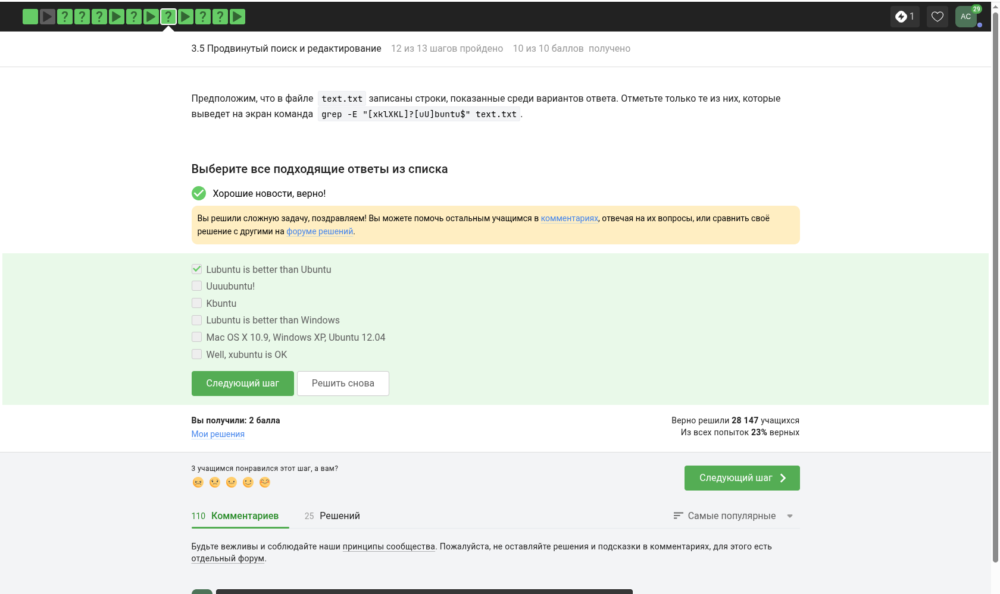 ? ? ? ? ? ? ?
1
AC
29
3.5 Продвинутый поиск и редактирование 12 из 13 шагов пройдено 10 из 10 баллов получено
Предположим, что в файле text.txt записаны строки, показанные среди вариантов ответа. Отметьте только те из них, которые
выведет на экран команда grep -E "[xklXKL]?[uU]buntu$" text.txt.
Выберите все подходящие ответы из списка
Хорошие новости, верно!
Вы решили сложную задачу, поздравляем! Вы можете помочь остальным учащимся в комментариях, отвечая на их вопросы, или сравнить своё
решение с другими на форуме решений.
Lubuntu is better than Ubuntu
Uuuubuntu!
Kbuntu
Lubuntu is better than Windows
Mac OS X 10.9, Windows XP, Ubuntu 12.04
Well, xubuntu is OK
Следующий шаг Решить снова
Вы получили: 2 балла
Мои решения
Верно решили 28 147 учащихся
Из всех попыток 23% верных
3 учащимся понравился этот шаг, а вам?
Следующий шаг
110 Комментариев 25 Решений Самые популярные
Будьте вежливы и соблюдайте наши принципы сообщества. Пожалуйста, не оставляйте решения и подсказки в комментариях, для этого есть
отдельный форум.